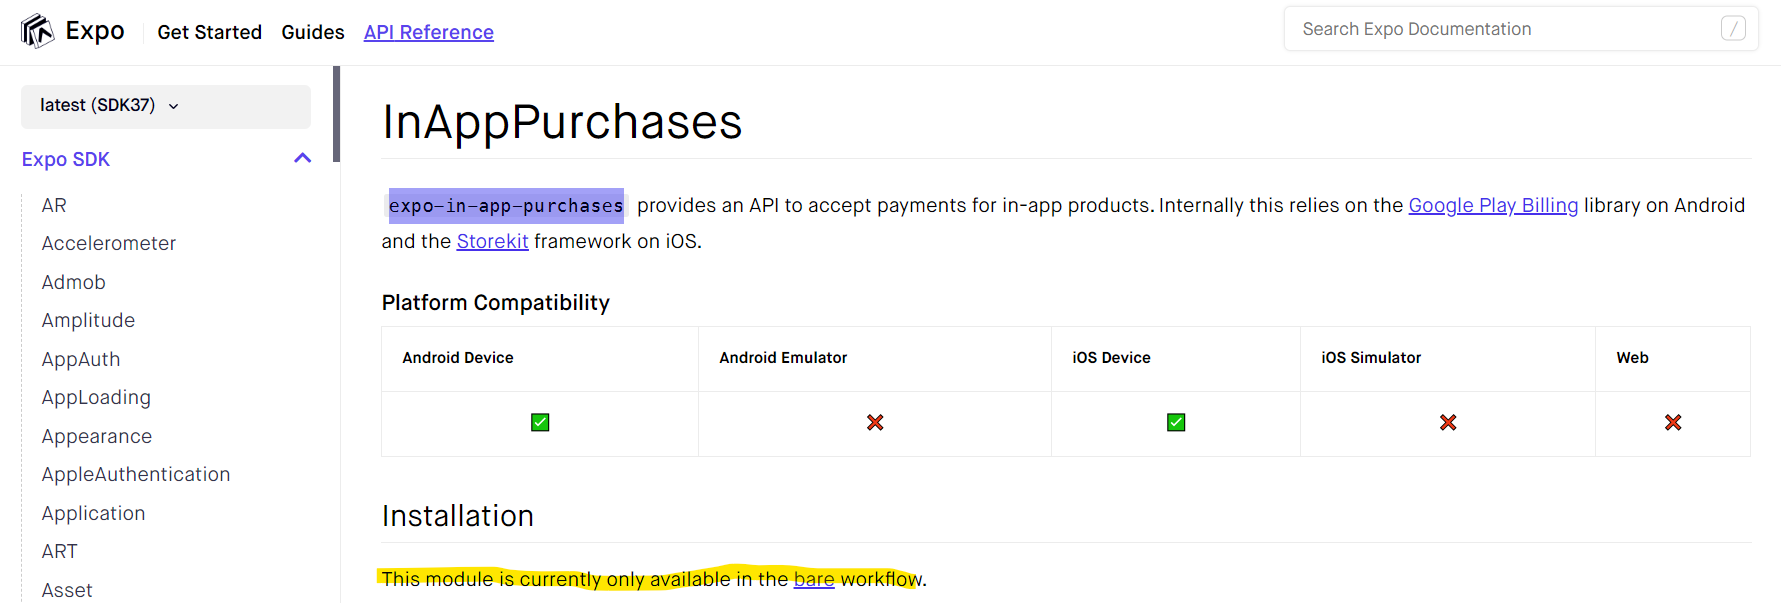 Expo Get Started Guides API Reference Search Expo Documentation /
latest (SDK37)
Expo SDK
AR
Accelerometer
Admob
Amplitude
AppAuth
AppLoading
Appearance
AppleAuthentication
Application
ART
Asset
InAppPurchases
expo-in-app-purchases provides an API to accept payments for in-app products. Internally this relies on the Google Play Billing library on Android
and the Storekit framework on iOS.
Platform Compatibility
Android Device Android Emulator iOS Device iOS Simulator Web
Installation
This module is currently only available in the bare workflow.